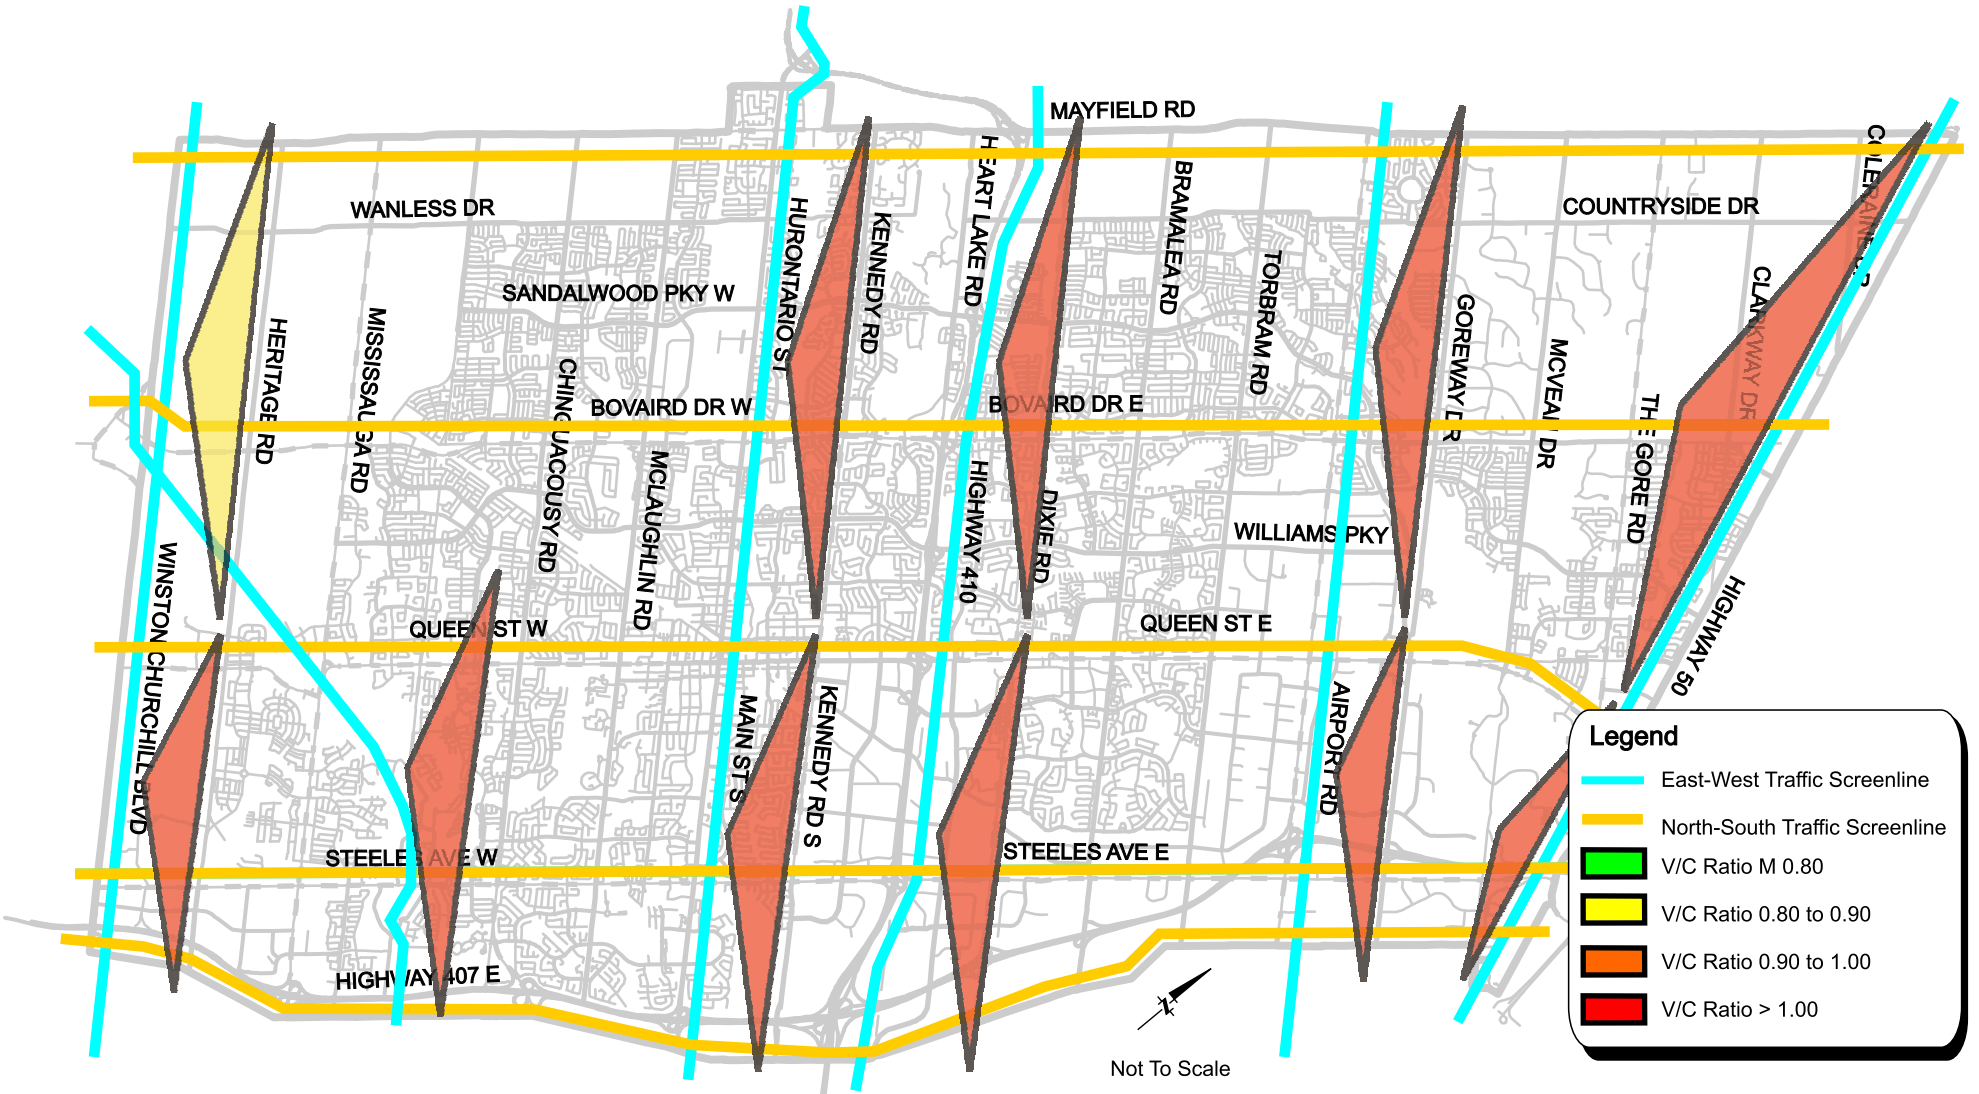 MAYFIELD RD
WANLESS DR
COUNTRYSIDE DR
SANDALWOOD PKY W
BOVAIRD DR W
BOVAIRD DR E
WILLIAMS PKY
QUEEN ST W
QUEEN ST E
STEELES AVE W
STEELES AVE E
HIGHWAY 407 E
WINSTON CHURCHILL BLVD
HERITAGE RD
MISSISSAUGA RD
CHINGUACOUSY RD
MCLAUGHLIN RD
HURONTARIO ST
MAIN ST S
KENNEDY RD
KENNEDY RD S
HEART LAKE RD
HIGHWAY 410
DIXIE RD
BRAMALEA RD
TORBRAM RD
AIRPORT RD
GOREWAY DR
MCVEAN DR
THE GORE RD
CLARKWAY DR
COLERAINE DR
HIGHWAY 50
Legend
East-West Traffic Screenline
North-South Traffic Screenline
V/C Ratio M 0.80
V/C Ratio 0.80 to 0.90
V/C Ratio 0.90 to 1.00
V/C Ratio > 1.00
N
Not To Scale